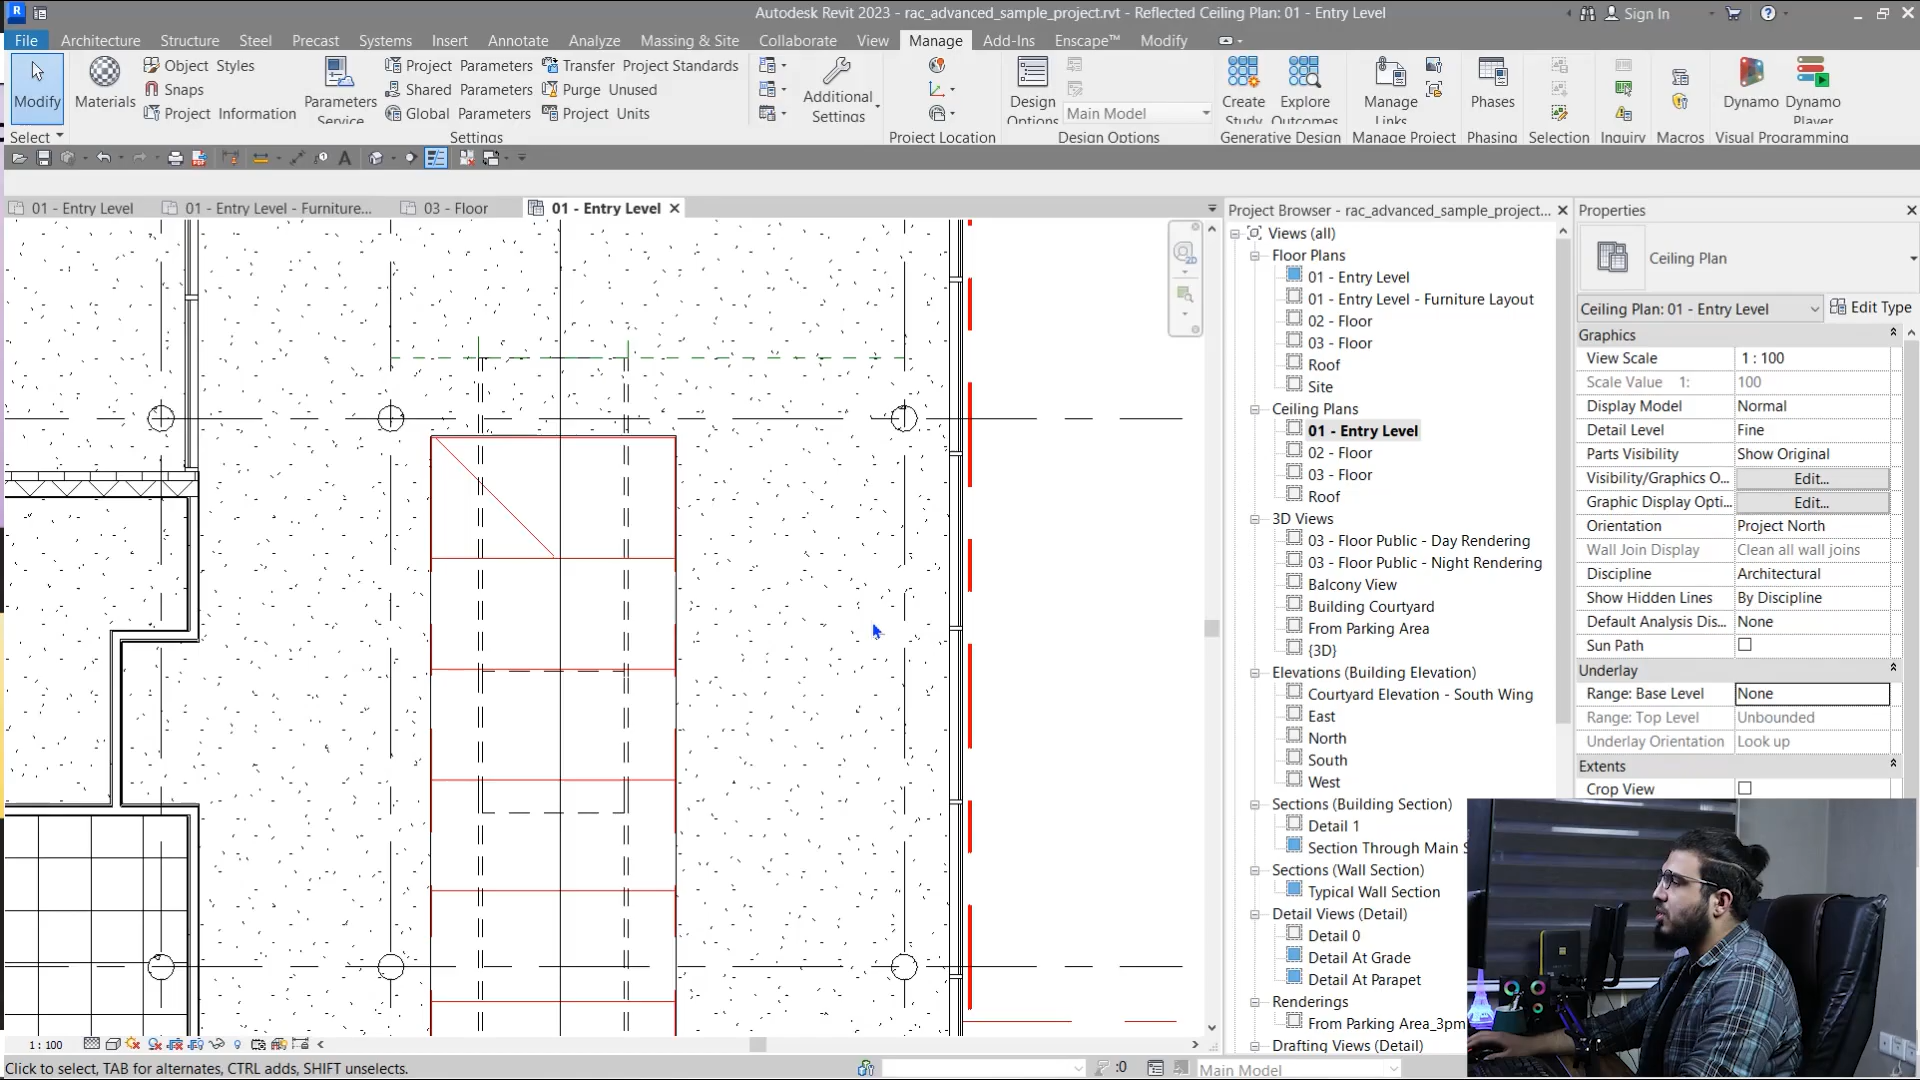 Autodesk Revit 2023 - rac_advanced_sample_project.rvt - Reflected Ceiling Plan: 01 - Entry Level
Sign In
File Architecture Structure Steel Precast Systems Insert Annotate Analyze Massing & Site Collaborate View Manage Add-Ins Enscape™ Modify
Modify
Materials
Object Styles
Snaps
Project Information
Parameters
Service
Project Parameters
Shared Parameters
Global Parameters
Transfer Project Standards
Purge Unused
Project Units
Additional
Settings
Design
Options
Main Model
Create
Study
Explore
Outcomes
Manage
Links
Phases
Dynamo
Dynamo
Player
Select
Settings
Project Location
Design Options
Generative Design
Manage Project
Phasing
Selection
Inquiry
Macros
Visual Programming
01 - Entry Level
01 - Entry Level - Furniture...
03 - Floor
01 - Entry Level
Project Browser - rac_advanced_sample_project...
Views (all)
Floor Plans
01 - Entry Level
01 - Entry Level - Furniture Layout
02 - Floor
03 - Floor
Roof
Site
Ceiling Plans
01 - Entry Level
02 - Floor
03 - Floor
Roof
3D Views
03 - Floor Public - Day Rendering
03 - Floor Public - Night Rendering
Balcony View
Building Courtyard
From Parking Area
{3D}
Elevations (Building Elevation)
Courtyard Elevation - South Wing
East
North
South
West
Sections (Building Section)
Detail 1
Section Through Main S
Sections (Wall Section)
Typical Wall Section
Detail Views (Detail)
Detail 0
Detail At Grade
Detail At Parapet
Renderings
From Parking Area_3pm
Drafting Views (Detail)
Properties
Ceiling Plan
Ceiling Plan: 01 - Entry Level
Edit Type
Graphics
View Scale 1 : 100
Scale Value 1: 100
Display Model Normal
Detail Level Fine
Parts Visibility Show Original
Visibility/Graphics O... Edit...
Graphic Display Opti... Edit...
Orientation Project North
Wall Join Display Clean all wall joins
Discipline Architectural
Show Hidden Lines By Discipline
Default Analysis Dis... None
Sun Path
Underlay
Range: Base Level None
Range: Top Level Unbounded
Underlay Orientation Look up
Extents
Crop View
1 : 100
Click to select, TAB for alternates, CTRL adds, SHIFT unselects.
:0
Main Model
2D